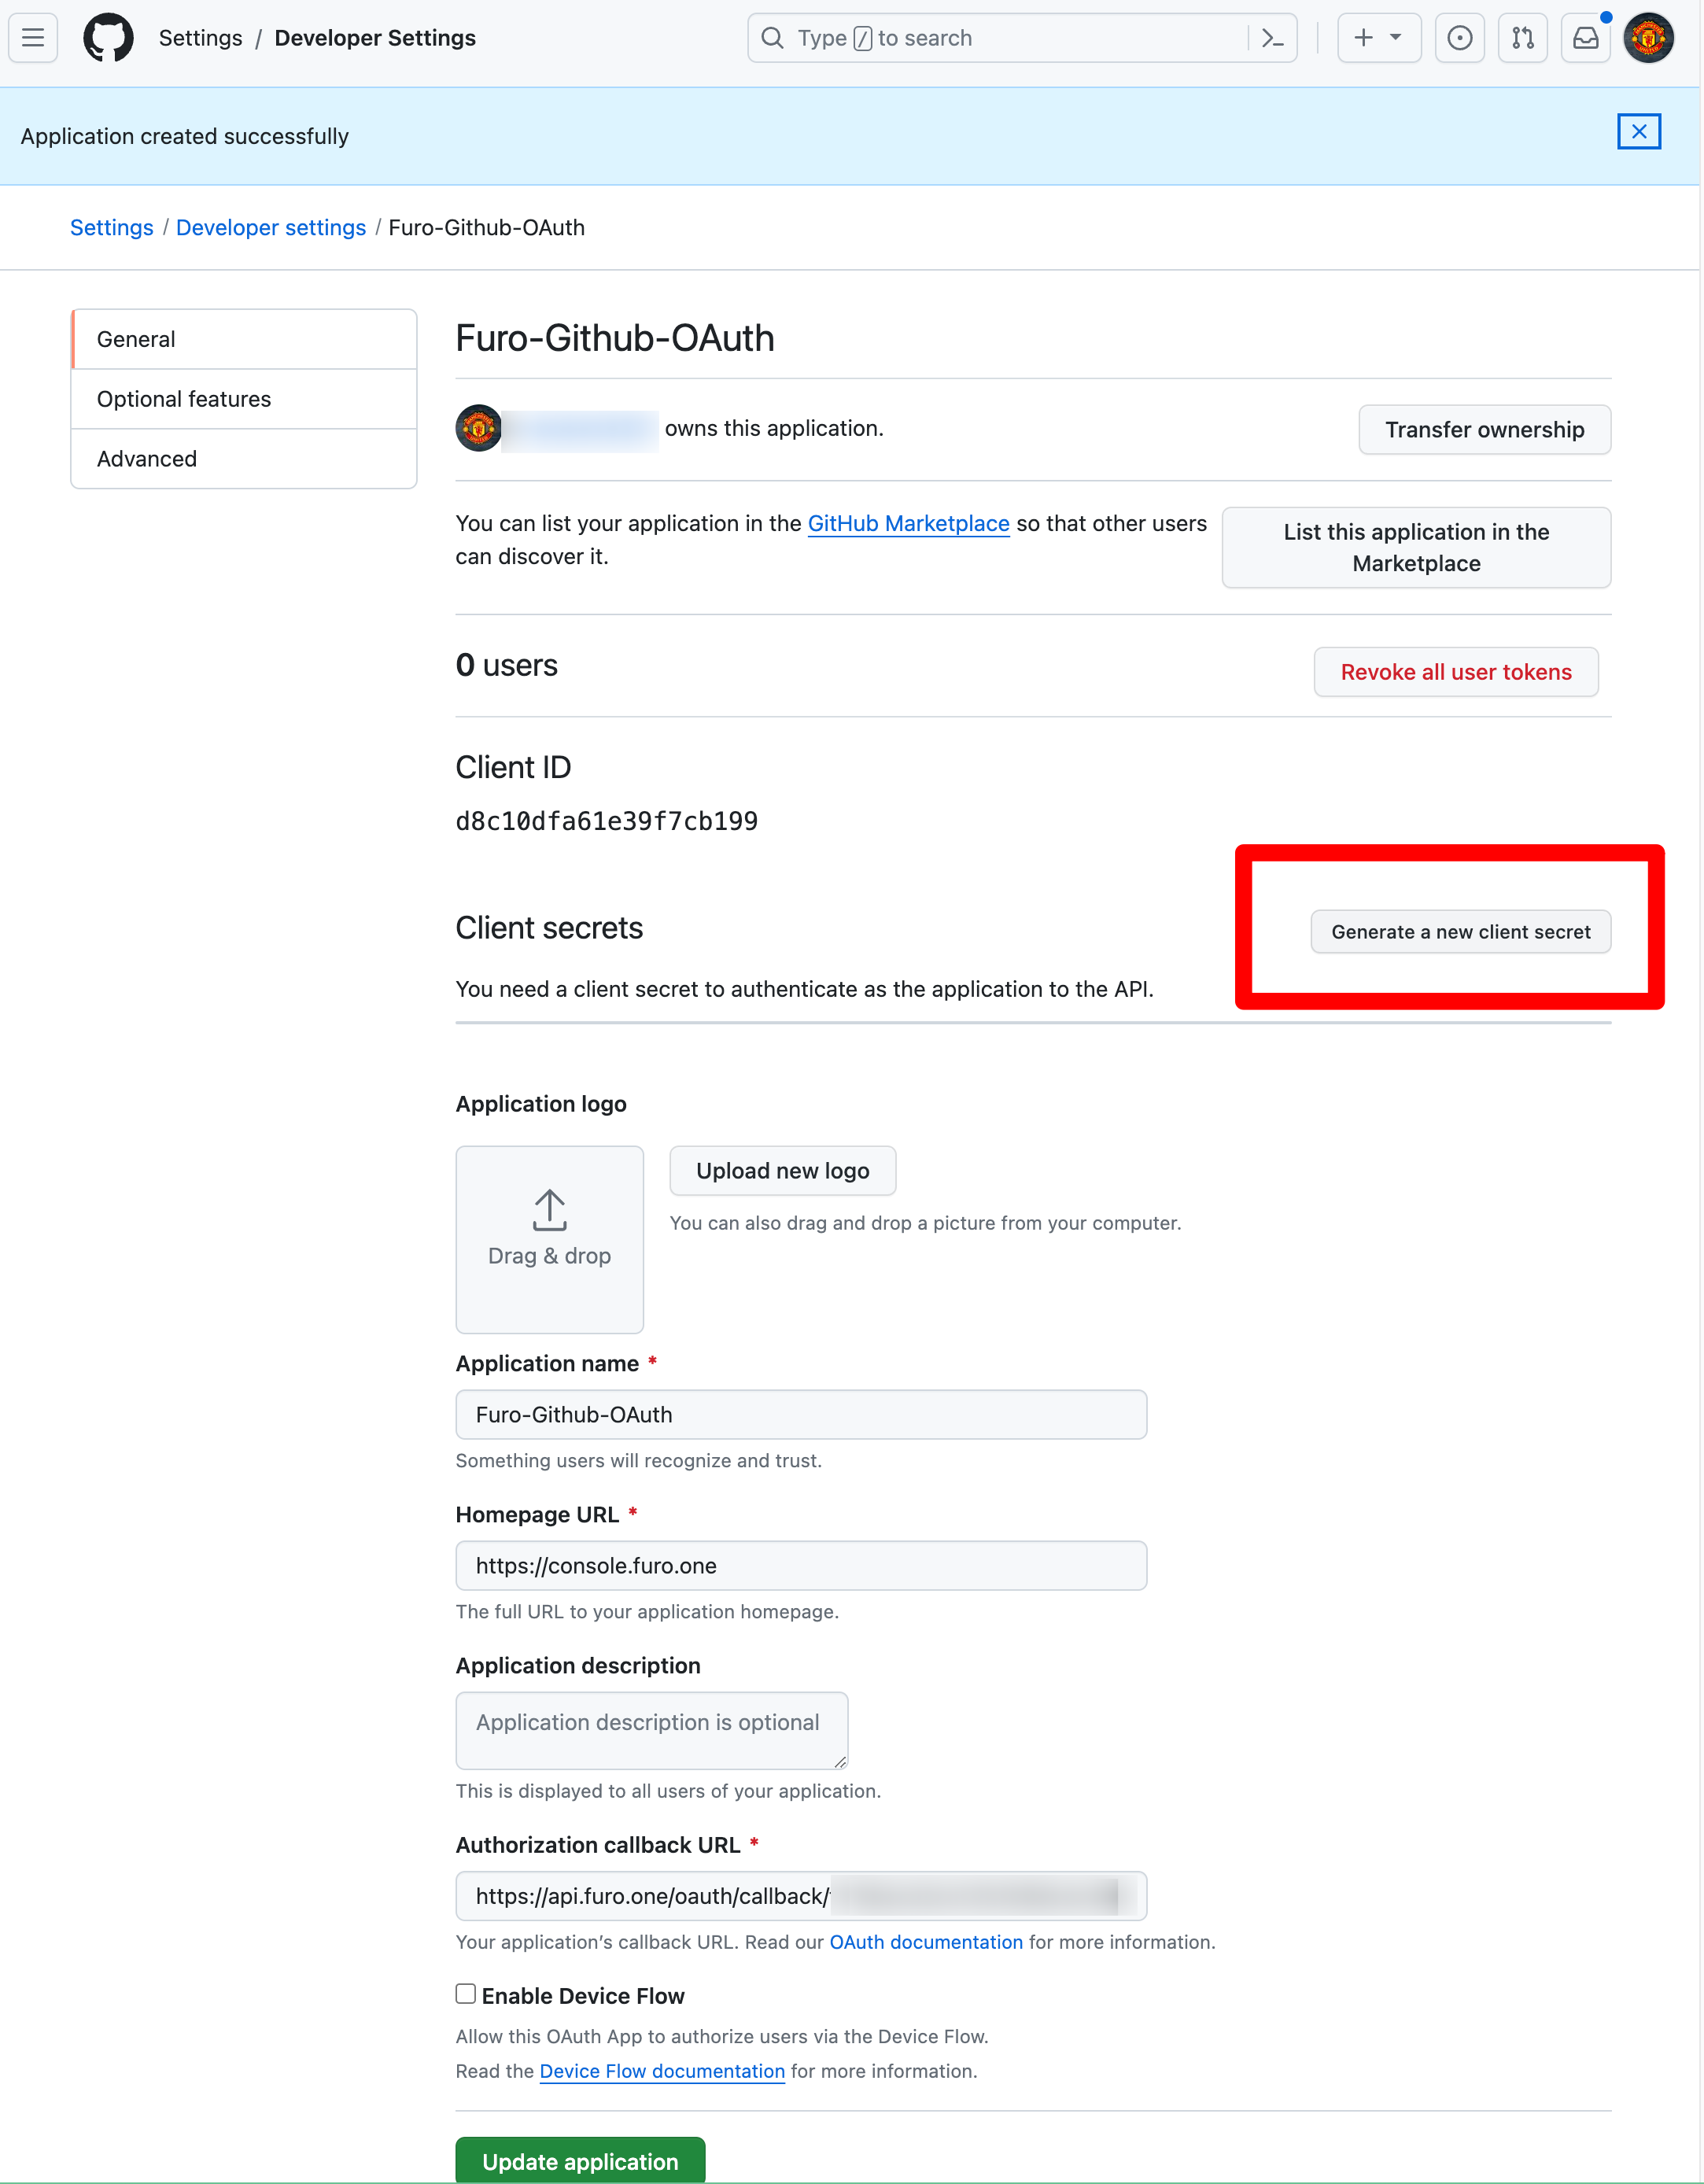 Settings / Developer Settings
Type / to search
Application created successfully
Settings / Developer settings / Furo-Github-OAuth
General
Optional features
Advanced
Furo-Github-OAuth
owns this application.
Transfer ownership
You can list your application in the GitHub Marketplace so that other users
can discover it.
List this application in the
Marketplace
0 users
Revoke all user tokens
Client ID
d8c10dfa61e39f7cb199
Client secrets
Generate a new client secret
You need a client secret to authenticate as the application to the API.
Application logo
Drag & drop
Upload new logo
You can also drag and drop a picture from your computer.
Application name *
Furo-Github-OAuth
Something users will recognize and trust.
Homepage URL *
https://console.furo.one
The full URL to your application homepage.
Application description
Application description is optional
This is displayed to all users of your application.
Authorization callback URL *
https://api.furo.one/oauth/callback/
Your application’s callback URL. Read our OAuth documentation for more information.
Enable Device Flow
Allow this OAuth App to authorize users via the Device Flow.
Read the Device Flow documentation for more information.
Update application